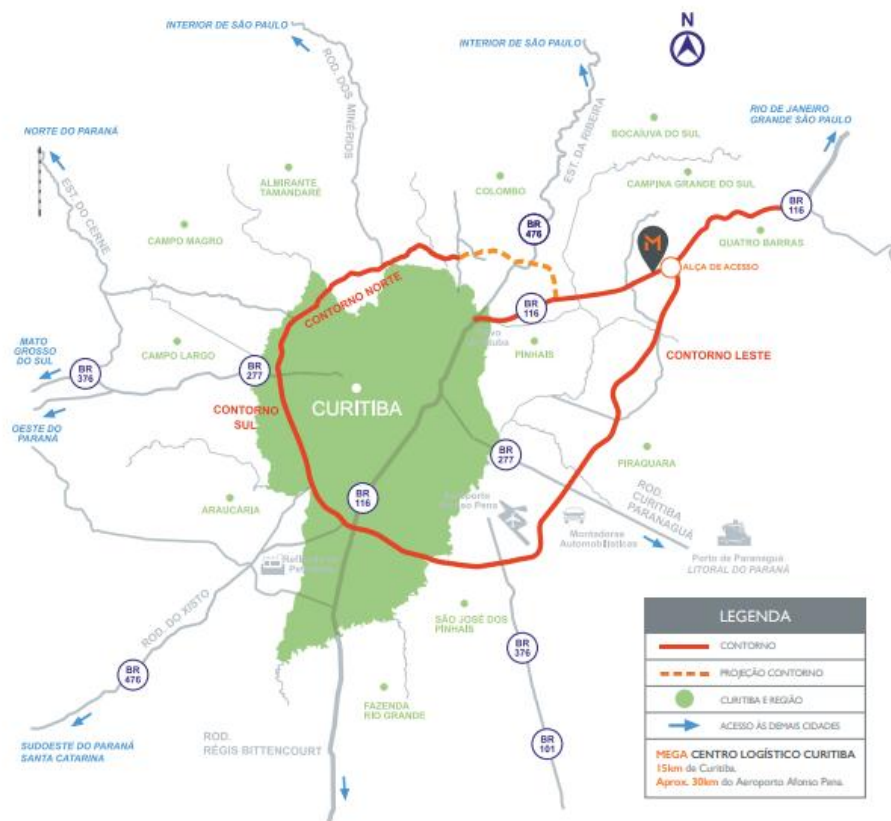 INTERIOR DE SÃO PAULO
INTERIOR DE SÃO PAULO
N
ROD. DOS MINÉRIOS
EST. DA RIBEIRA
RIO DE JANEIRO
GRANDE SÃO PAULO
NORTE DO PARANÁ
BOCAIUVA DO SUL
EST. DO CERNE
ALMIRANTE
TAMANDARÉ
COLOMBO
CAMPINA GRANDE DO SUL
BR
116
CAMPO MAGRO
BR
476
M
QUATRO BARRAS
ALÇA DE ACESSO
CONTORNO NORTE
BR
116
MATO
GROSSO
DO SUL
BR
376
CAMPO LARGO
BR
277
PINHAIS
CONTORNO LESTE
OESTE DO
PARANÁ
CONTORNO
SUL
CURITIBA
BR
277
PIRAQUARA
ARAUCÁRIA
BR
116
Afonso Pena
ROD.
CURITIBA
PARANAGUÁ
Montadoras
Automobilísticas
Porto de Paranaguá
LITORAL DO PARANÁ
ROD. DO XISTO
SÃO JOSÉ DOS
PINHAIS
BR
376
BR
476
FAZENDA
RIO GRANDE
ROD.
RÉGIS BITTENCOURT
BR
101
SUDOESTE DO PARANÁ
SANTA CATARINA
LEGENDA
CONTORNO
PROJEÇÃO CONTORNO
CURITIBA E REGIÃO
ACESSO ÀS DEMAIS CIDADES
MEGA CENTRO LOGÍSTICO CURITIBA
15km de Curitiba.
Aprox. 30km do Aeroporto Afonso Pena.